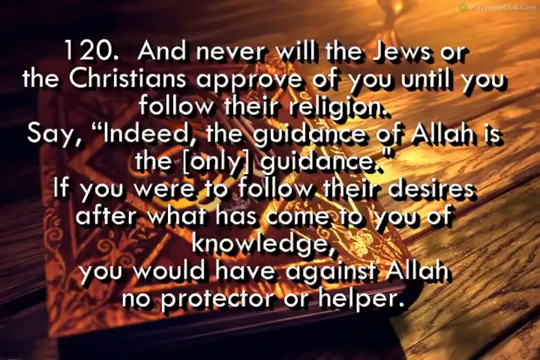 WallpaperDisk.Com
120. And never will the Jews or
the Christians approve of you until you
follow their religion.
Say, “Indeed, the guidance of Allah is
the [only] guidance."
If you were to follow their desires
after what has come to you of
knowledge,
you would have against Allah
no protector or helper.